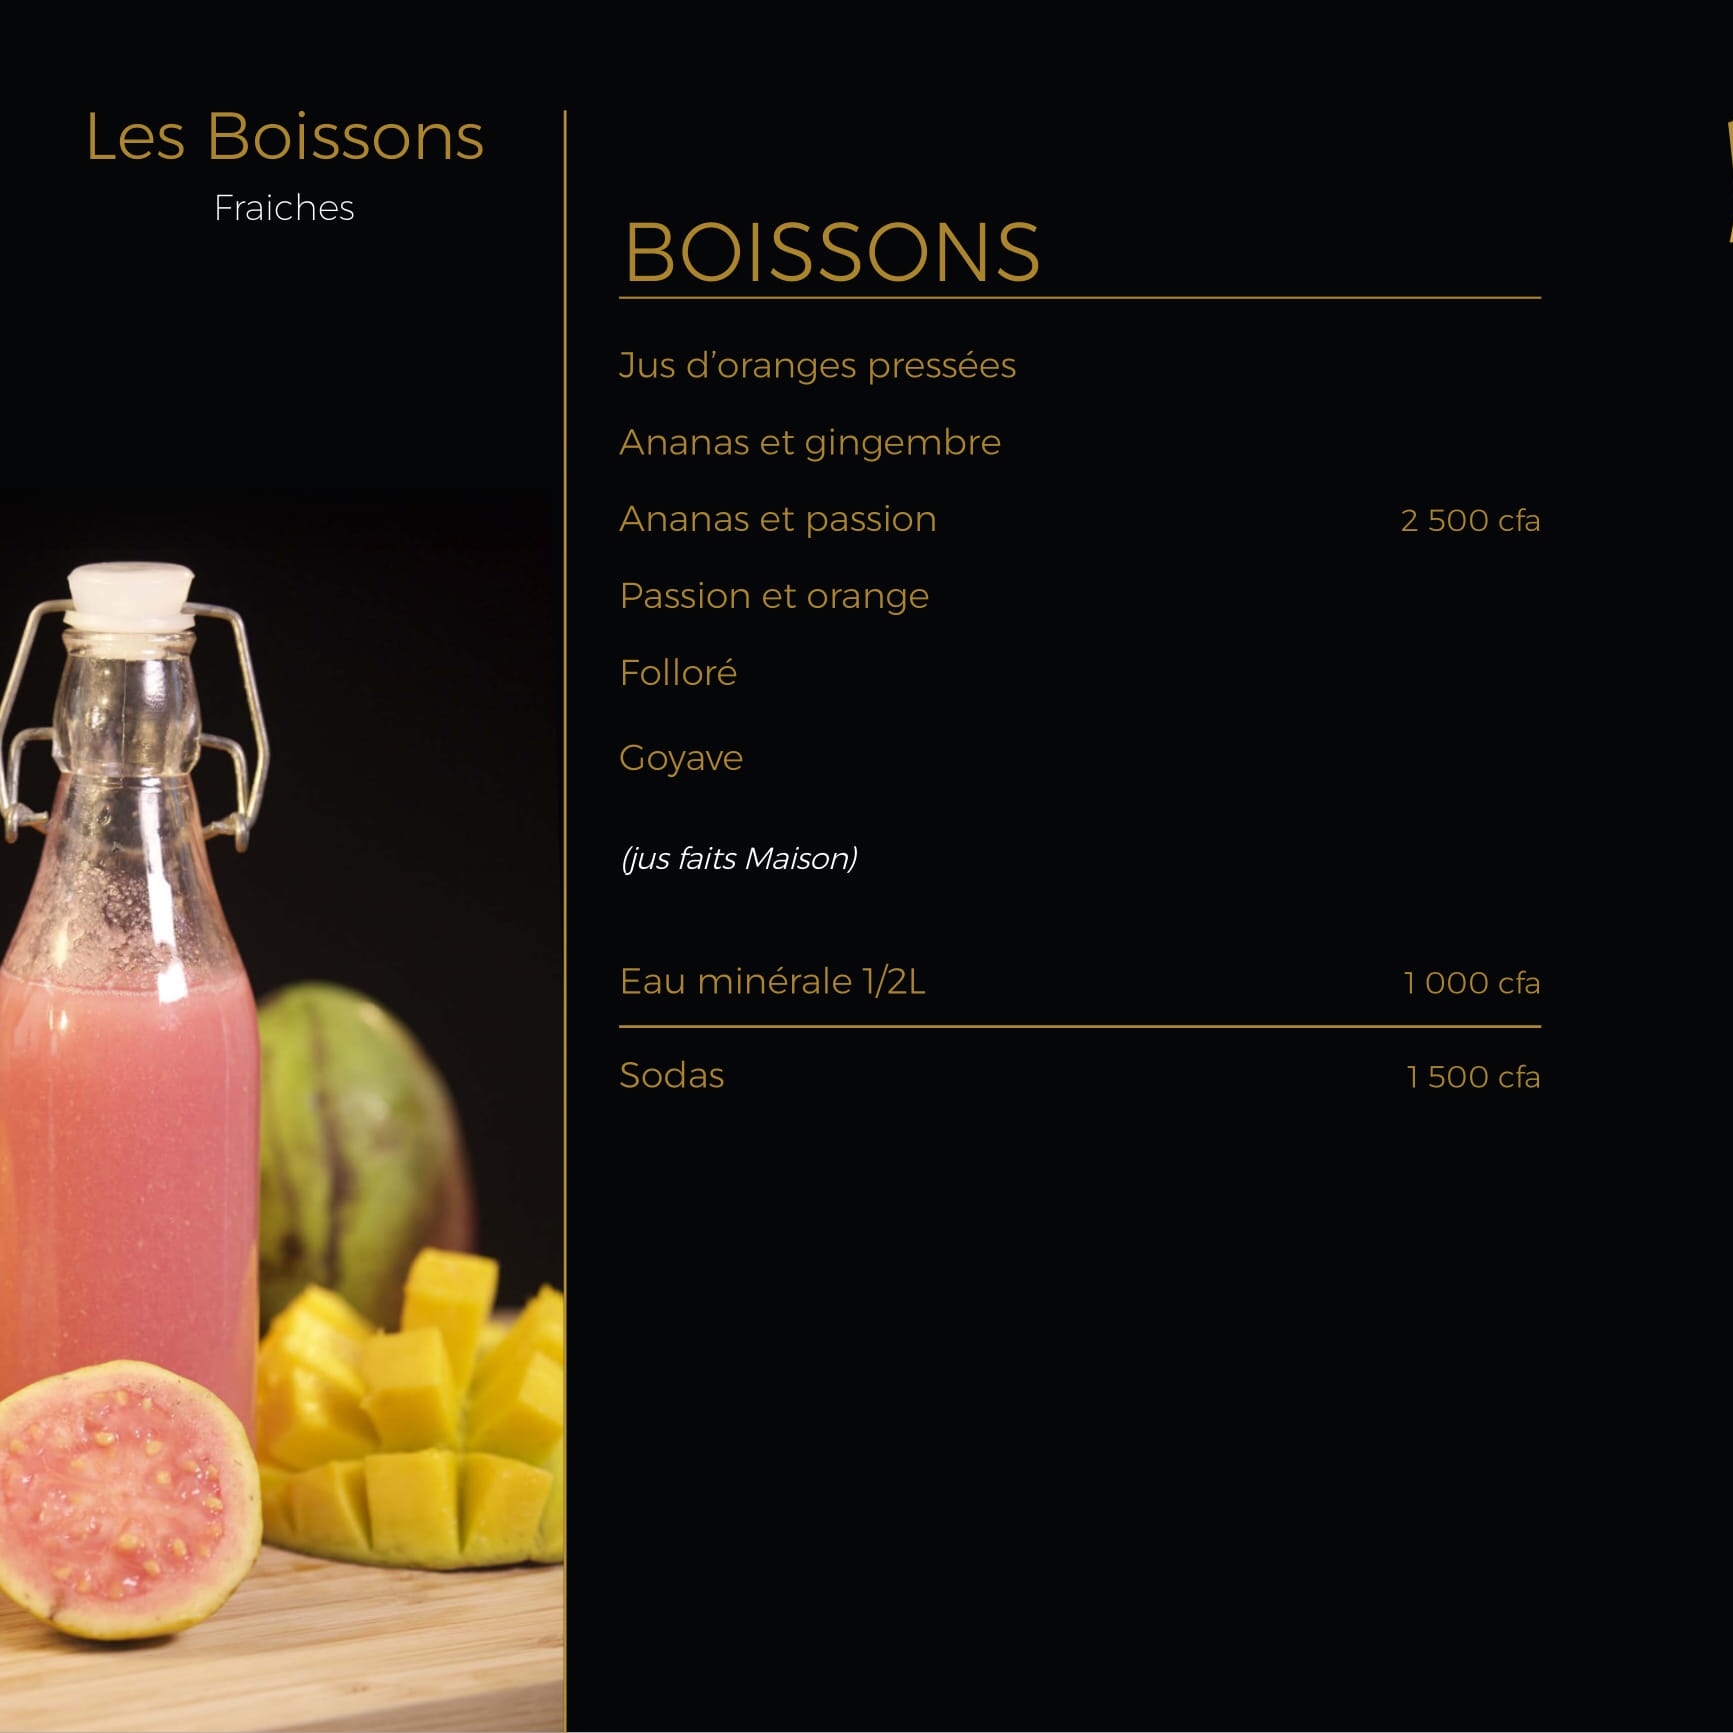 Les Boissons
Fraiches
BOISSONS
Jus d’oranges pressées
Ananas et gingembre
Ananas et passion 2 500 cfa
Passion et orange
Folloré
Goyave
(jus faits Maison)
Eau minérale 1/2L 1 000 cfa
Sodas 1 500 cfa